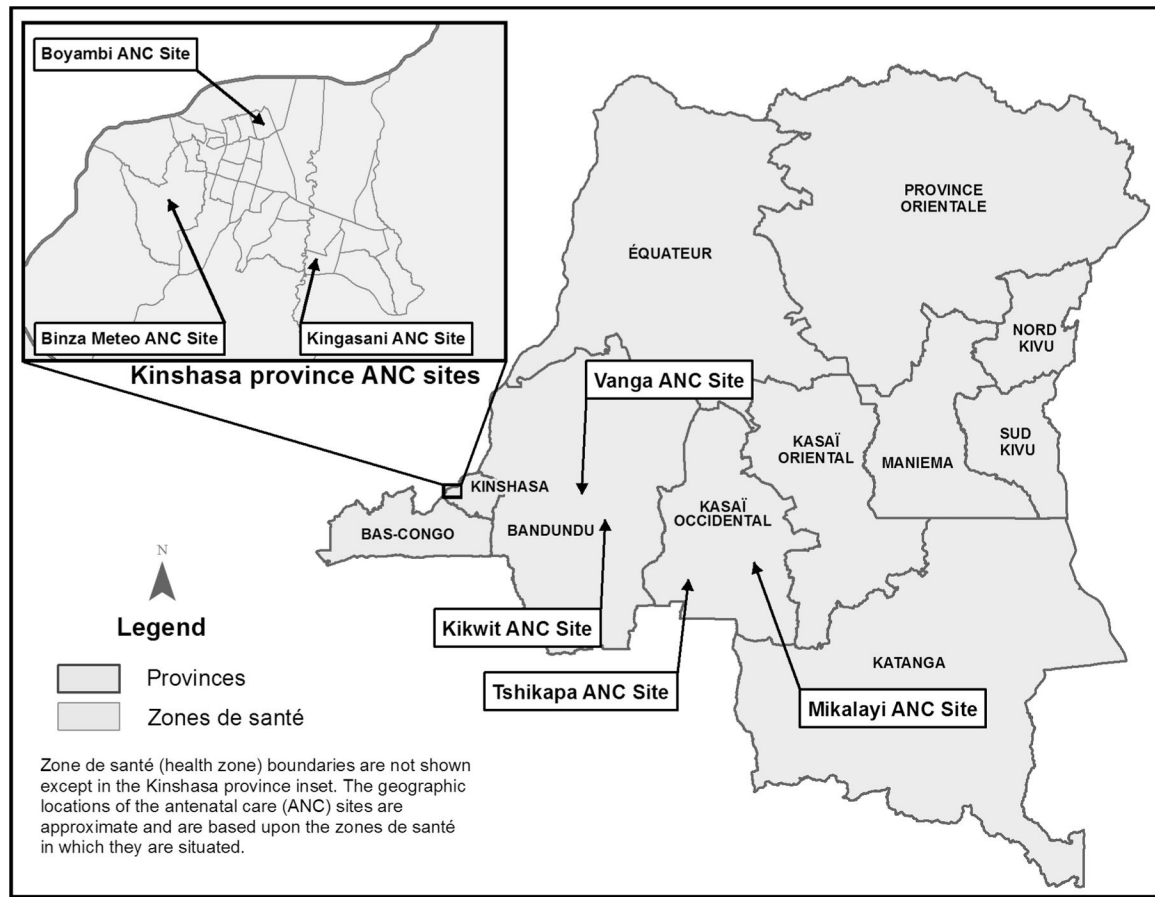 Boyambi ANC Site
Binza Meteo ANC Site
Kingasani ANC Site
Kinshasa province ANC sites
PROVINCE
ORIENTALE
ÉQUATEUR
NORD
KIVU
Vanga ANC Site
KASAÏ
ORIENTAL
MANIEMA
SUD
KIVU
KINSHASA
KASAÏ
OCCIDENTAL
BAS-CONGO
BANDUNDU
Kikwit ANC Site
Tshikapa ANC Site
KATANGA
Mikalayi ANC Site
N
Legend
Provinces
Zones de santé
Zone de santé (health zone) boundaries are not shown
except in the Kinshasa province inset. The geographic
locations of the antenatal care (ANC) sites are
approximate and are based upon the zones de santé
in which they are situated.